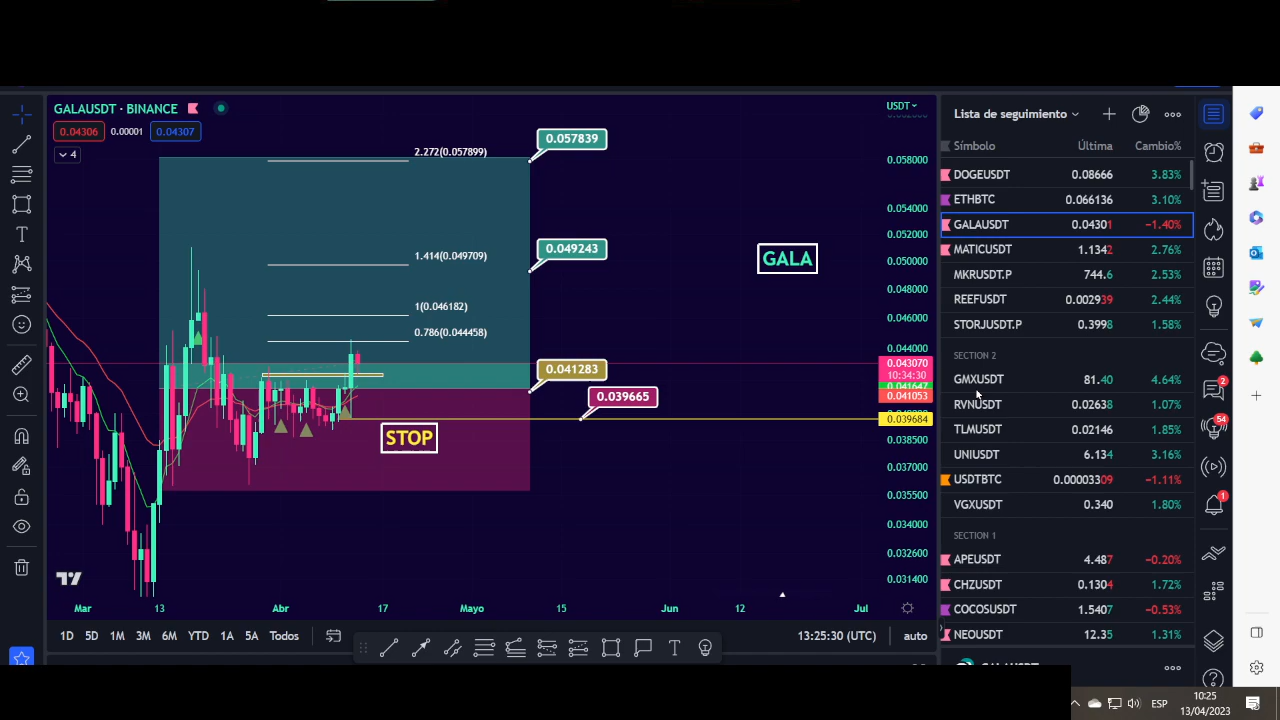 GALAUSDT · BINANCE
0.04306 0.00001 0.04307
4
USDT
2.272(0.057899)
0.057839
1.414(0.049709)
0.049243
GALA
1(0.046182)
0.786(0.044458)
0.041283
0.039665
STOP
0.058000
0.054000
0.052000
0.050000
0.048000
0.046000
0.044000
0.043070
10:34:30
0.041647
0.041053
0.039684
0.038500
0.037000
0.035500
0.034000
0.032600
0.031400
Mar 13 Abr 17 Mayo 15 Jun 12 Jul
1D 5D 1M 3M 6M YTD 1A 5A Todos
13:25:30 (UTC) auto
Lista de seguimiento
Símbolo Última Cambio%
DOGEUSDT 0.08666 3.83%
ETHBTC 0.066136 3.10%
GALAUSDT 0.04301 −1.40%
MATICUSDT 1.1342 2.76%
MKRUSDT.P 744.6 2.53%
REEFUSDT 0.002939 2.44%
STORJUSDT.P 0.3998 1.58%
SECTION 2
GMXUSDT 81.40 4.64%
RVNUSDT 0.02638 1.07%
TLMUSDT 0.02146 1.85%
UNIUSDT 6.134 3.16%
USDTBTC 0.00003309 −1.11%
VGXUSDT 0.340 1.80%
SECTION 1
APEUSDT 4.487 −0.20%
CHZUSDT 0.1304 1.72%
COCOSUSDT 1.5407 −0.53%
NEOUSDT 12.35 1.31%
2
54
1
ESP
10:25
13/04/2023